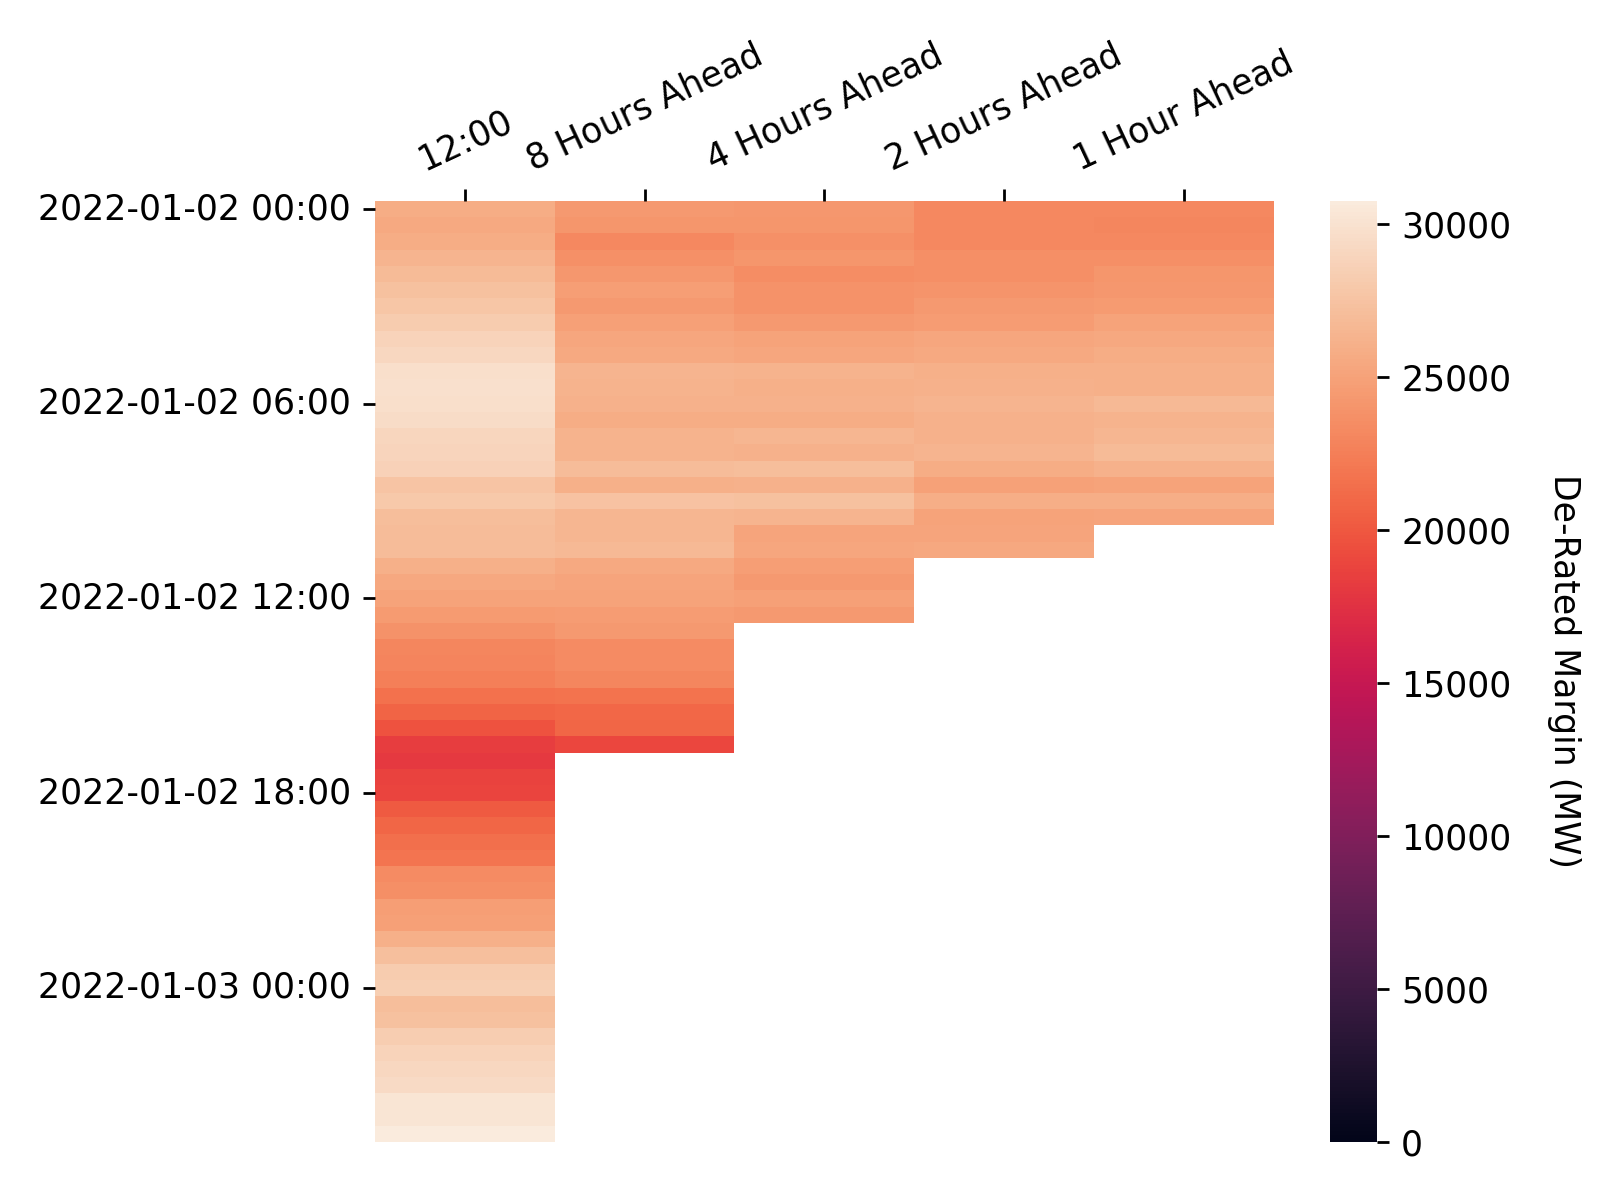 12:00
8 Hours Ahead
4 Hours Ahead
2 Hours Ahead
1 Hour Ahead
2022-01-02 00:00
2022-01-02 06:00
2022-01-02 12:00
2022-01-02 18:00
2022-01-03 00:00
30000
25000
20000
15000
10000
5000
0
De-Rated Margin (MW)